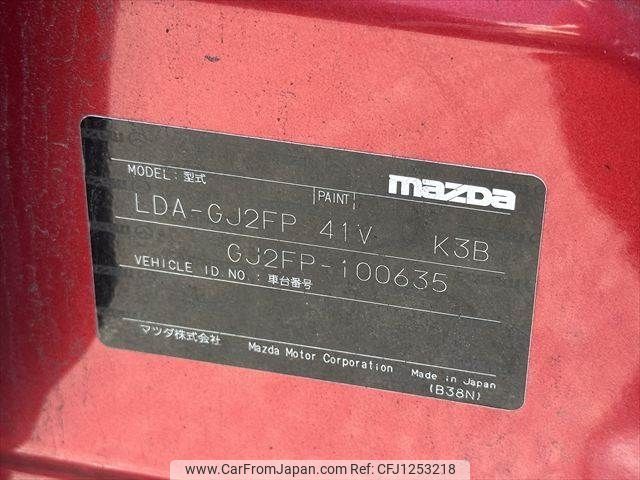 mazda
MODEL: 型式
PAINT
LDA-GJ2FP 41V K3B
GJ2FP-100635
VEHICLE ID.NO.: 車台番号
マツダ株式会社 Mazda Motor Corporation Made in Japan
(B38N)
www.CarFromJapan.com - CFJ1253218